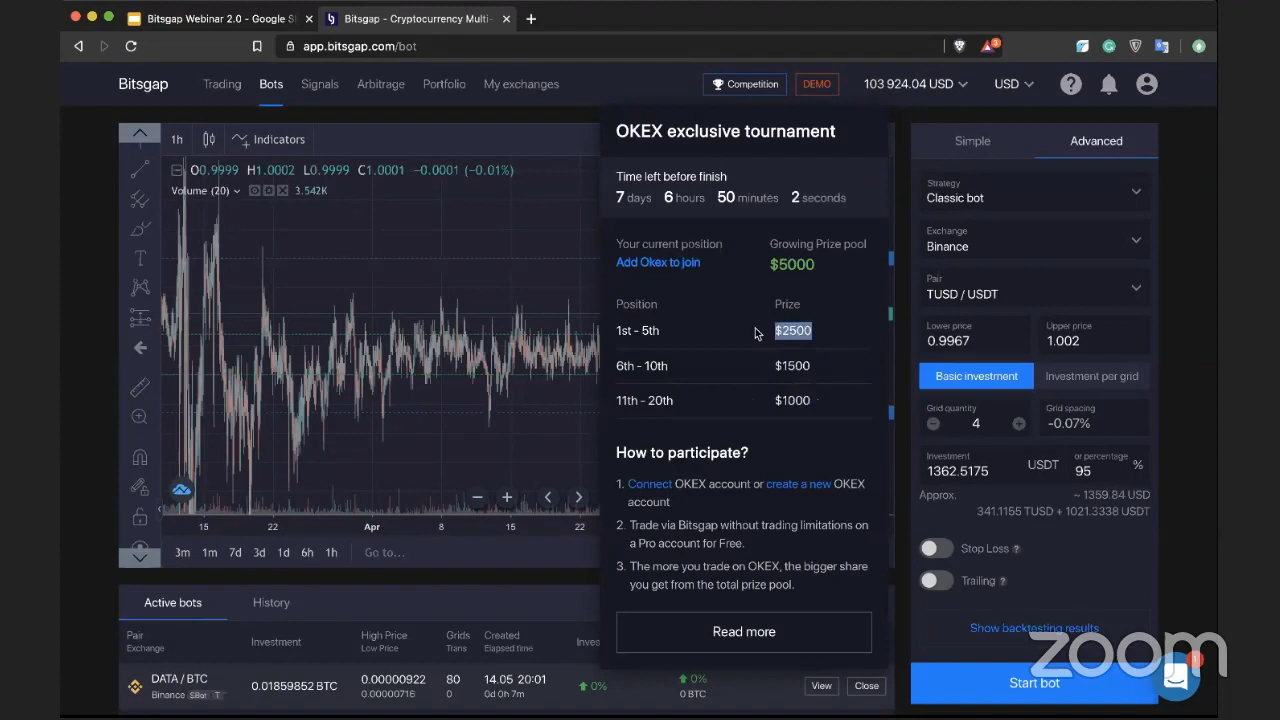 Bitsgap Webinar 2.0 - Google Sl
Bitsgap - Cryptocurrency Multi-
app.bitsgap.com/bot
3
Bitsgap
Trading
Bots
Signals
Arbitrage
Portfolio
My exchanges
Competition
DEMO
103 924.04 USD
USD
1h
Indicators
O0.9999 H1.0002 L0.9999 C1.0001 -0.0001 (-0.01%)
Volume (20)
3.542K
15
22
Apr
8
15
22
3m 1m 7d 3d 1d 6h 1h
Go to...
OKEX exclusive tournament
Time left before finish
7 days 6 hours 50 minutes 2 seconds
Your current position
Growing Prize pool
Add Okex to join
$5000
Position
Prize
1st - 5th
$2500
6th - 10th
$1500
11th - 20th
$1000
How to participate?
1. Connect OKEX account or create a new OKEX
account
2. Trade via Bitsgap without trading limitations on
a Pro account for Free.
3. The more you trade on OKEX, the bigger share
you get from the total prize pool.
Read more
Simple
Advanced
Strategy
Classic bot
Exchange
Binance
Pair
TUSD / USDT
Lower price
0.9967
Upper price
1.002
Basic investment
Investment per grid
Grid quantity
4
Grid spacing
-0.07%
Investment
1362.5175
USDT
or percentage
95
%
Approx.
~ 1359.84 USD
341.1155 TUSD + 1021.3338 USDT
Stop Loss ?
Trailing ?
Show backtesting results
Start bot
1
zoom
Active bots
History
Pair
Exchange
Investment
High Price
Low Price
Grids
Trans
Created
Elapsed time
Inves
DATA / BTC
Binance SBot T
0.01859852 BTC
0.00000922
0.00000716
80
0
14.05 20:01
0d 0h 7m
0%
0%
0 BTC
View
Close